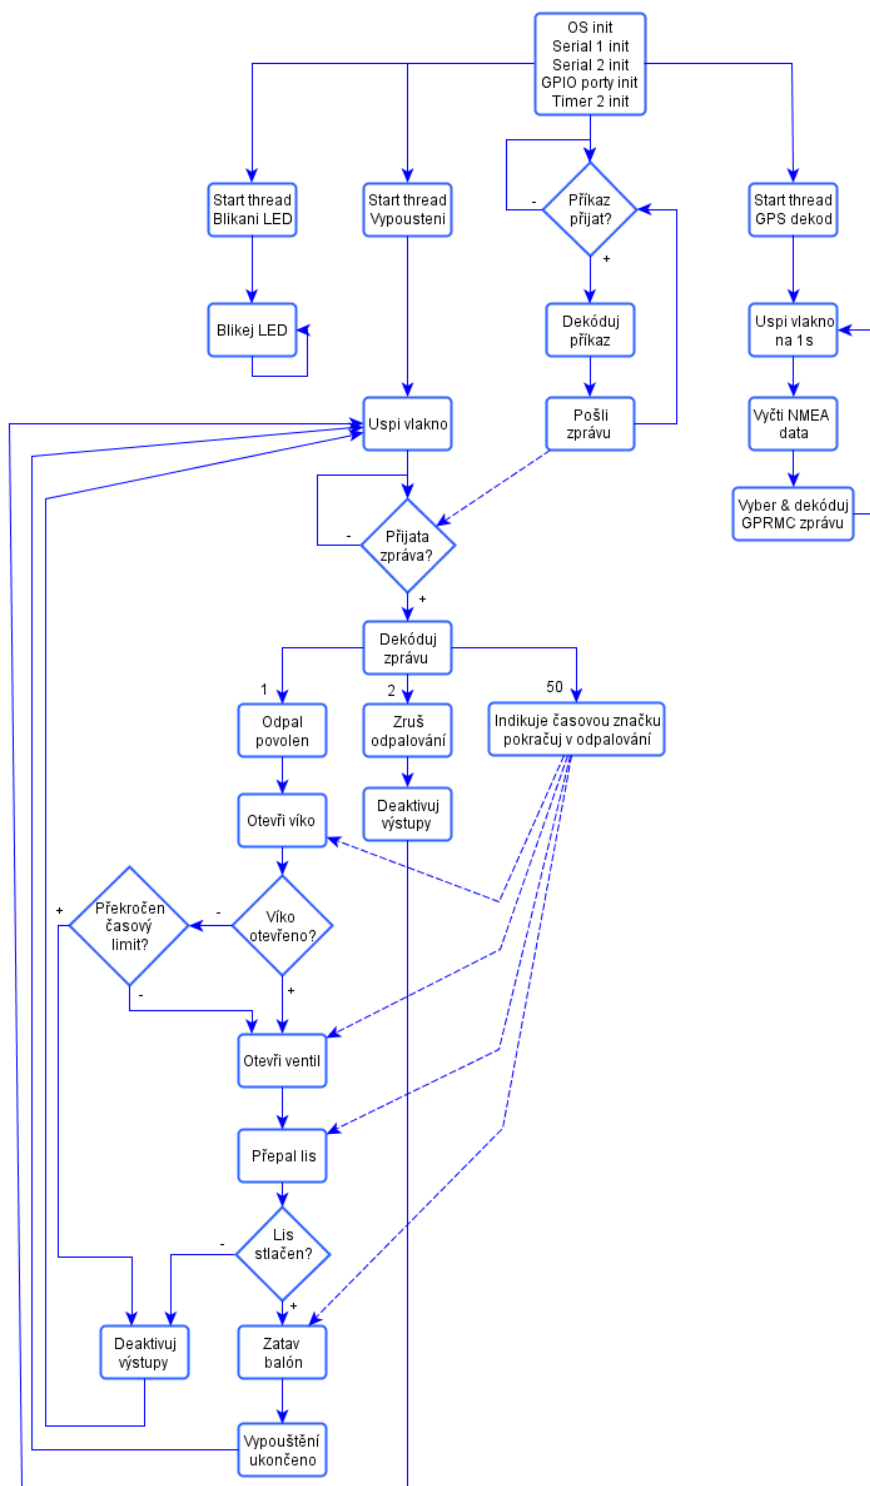 OS init
Serial 1 init
Serial 2 init
GPIO porty init
Timer 2 init
Start thread
Blikani LED
Start thread
Vypousteni
-
Příkaz
přijat?
+
Start thread
GPS dekod
Blikej LED
Dekóduj
příkaz
Uspi vlakno
na 1s
Uspi vlakno
Pošli
zprávu
Vyčti NMEA
data
Vyber & dekóduj
GPRMC zprávu
-
Přijata
zpráva?
+
Dekóduj
zprávu
1
2
50
Odpal
povolen
Zruš
odpalování
Indikuje časovou značku
pokračuj v odpalování
Otevři víko
Deaktivuj
výstupy
+
Překročen
časový
limit?
-
-
Víko
otevřeno?
+
Otevři ventil
Přepal lis
-
Lis
stlačen?
+
Deaktivuj
výstupy
Zatav
balón
Vypouštění
ukončeno